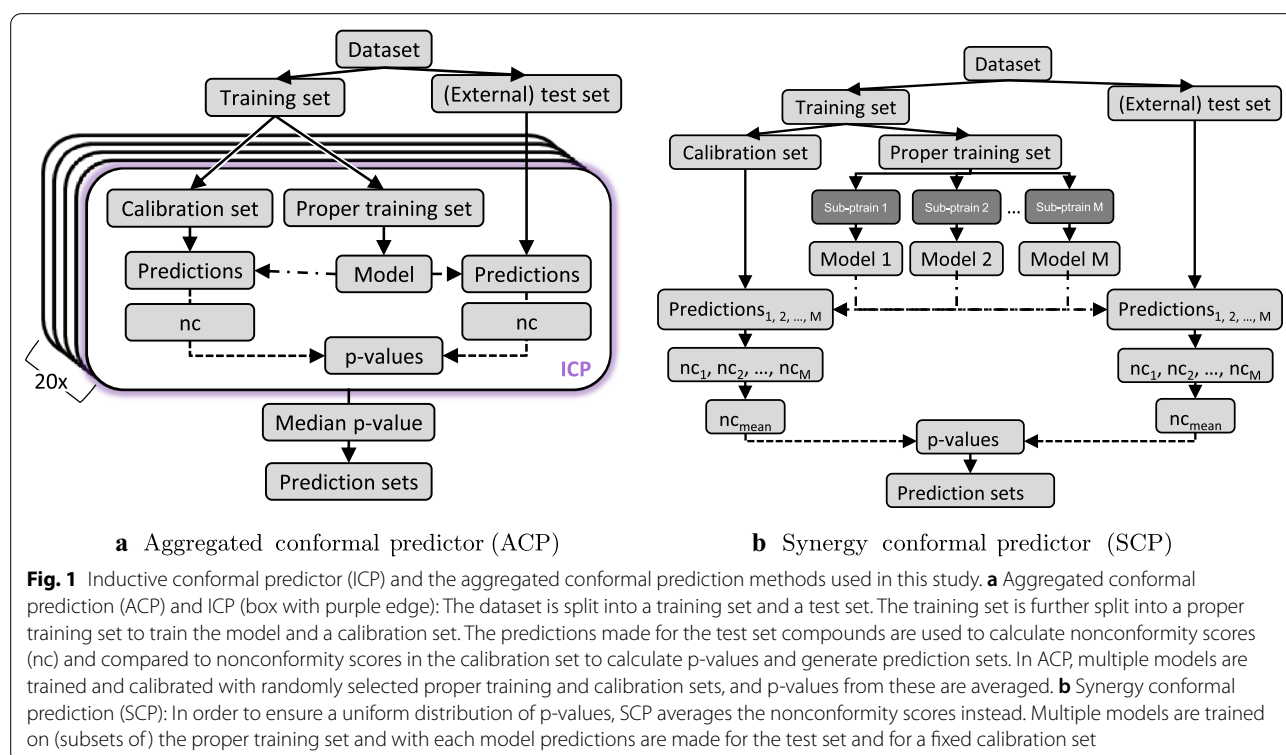 Dataset
Training set
(External) test set
Calibration set
Proper training set
Predictions
Model
Predictions
nc
nc
p-values
ICP
20x
Median p-value
Prediction sets
a Aggregated conformal predictor (ACP)
Dataset
Training set
(External) test set
Calibration set
Proper training set
Sub-ptrain 1
Sub-ptrain 2
...
Sub-ptrain M
Model 1
Model 2
Model M
Predictions1, 2, ..., M
Predictions1, 2, ..., M
nc1, nc2, ..., ncM
nc1, nc2, ..., ncM
ncmean
ncmean
p-values
Prediction sets
b Synergy conformal predictor (SCP)
Fig. 1 Inductive conformal predictor (ICP) and the aggregated conformal prediction methods used in this study. a Aggregated conformal
prediction (ACP) and ICP (box with purple edge): The dataset is split into a training set and a test set. The training set is further split into a proper
training set to train the model and a calibration set. The predictions made for the test set compounds are used to calculate nonconformity scores
(nc) and compared to nonconformity scores in the calibration set to calculate p-values and generate prediction sets. In ACP, multiple models are
trained and calibrated with randomly selected proper training and calibration sets, and p-values from these are averaged. b Synergy conformal
prediction (SCP): In order to ensure a uniform distribution of p-values, SCP averages the nonconformity scores instead. Multiple models are trained
on (subsets of) the proper training set and with each model predictions are made for the test set and for a fixed calibration set